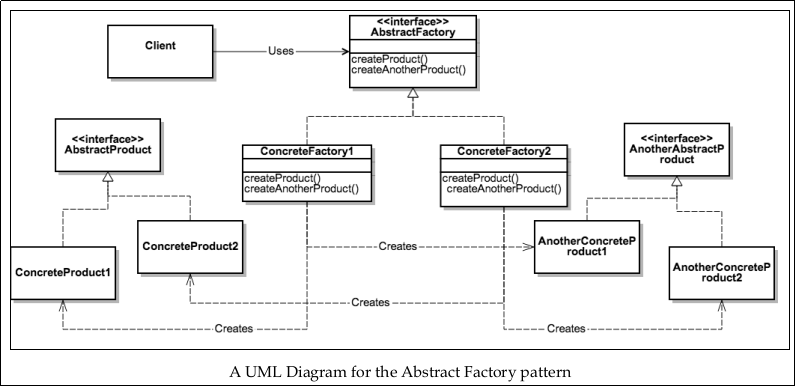 <<interface>>
AbstractFactory
Client
Uses
createProduct()
createAnotherProduct()
<<interface>>
AbstractProduct
ConcreteFactory1
createProduct()
createAnotherProduct()
ConcreteFactory2
createProduct()
createAnotherProduct()
<<interface>>
AnotherAbstractP
roduct
ConcreteProduct1
ConcreteProduct2
Creates
AnotherConcreteP
roduct1
AnotherConcreteP
roduct2
Creates
Creates
Creates
A UML Diagram for the Abstract Factory pattern